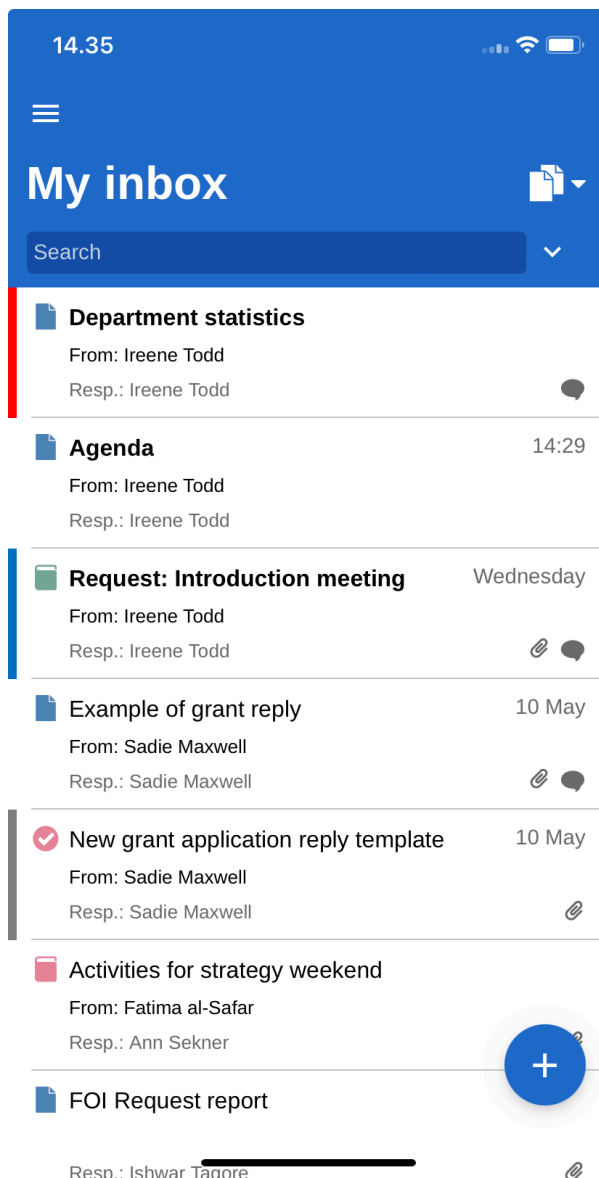 14.35
My inbox
Search
Department statistics
From: Ireene Todd
Resp.: Ireene Todd
Agenda 14:29
From: Ireene Todd
Resp.: Ireene Todd
Request: Introduction meeting Wednesday
From: Ireene Todd
Resp.: Ireene Todd
Example of grant reply 10 May
From: Sadie Maxwell
Resp.: Sadie Maxwell
New grant application reply template 10 May
From: Sadie Maxwell
Resp.: Sadie Maxwell
Activities for strategy weekend
From: Fatima al-Safar
Resp.: Ann Sekner
FOI Request report
Resp.: Ishwar Tagore